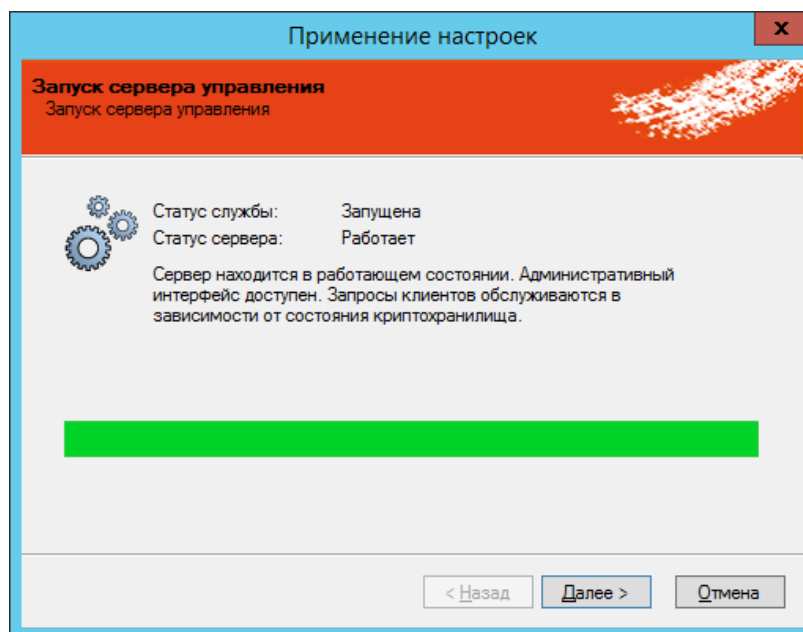 Применение настроек
x
Запуск сервера управления
Запуск сервера управления
Статус службы: Запущена
Статус сервера: Работает
Сервер находится в работающем состоянии. Административный
интерфейс доступен. Запросы клиентов обслуживаются в
зависимости от состояния криптохранилища.
< Назад Далее > Отмена